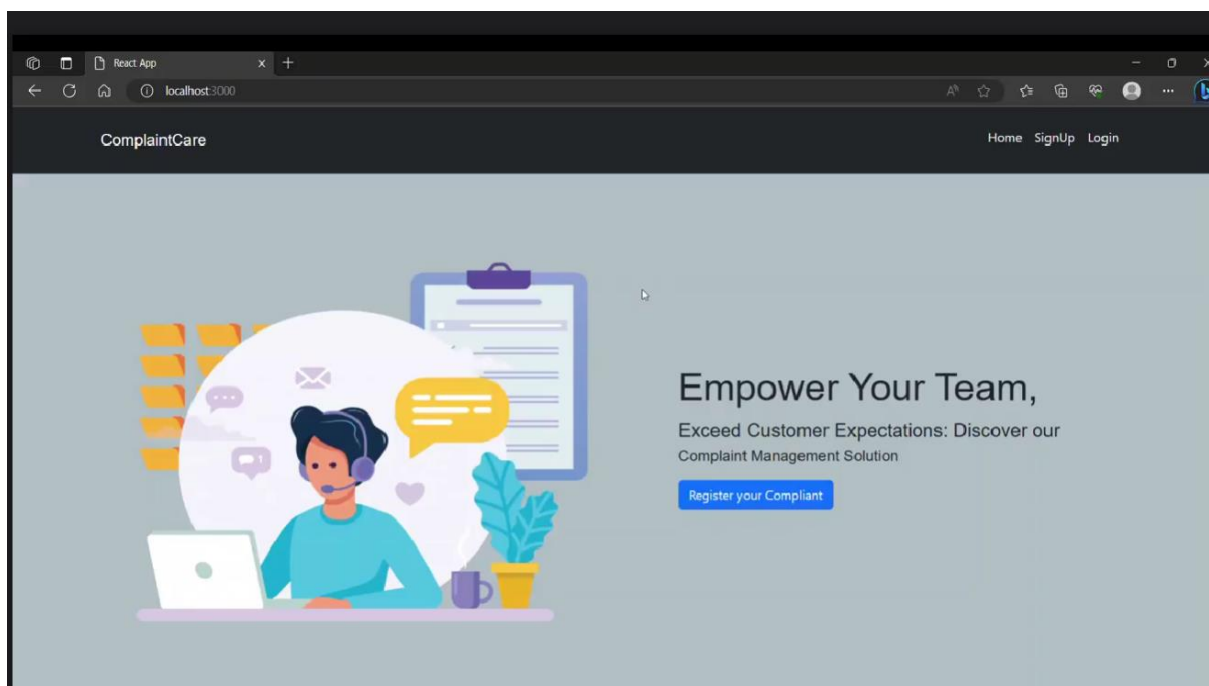 React App
localhost:3000
ComplaintCare
Home SignUp Login
Empower Your Team,
Exceed Customer Expectations: Discover our
Complaint Management Solution
Register your Compliant